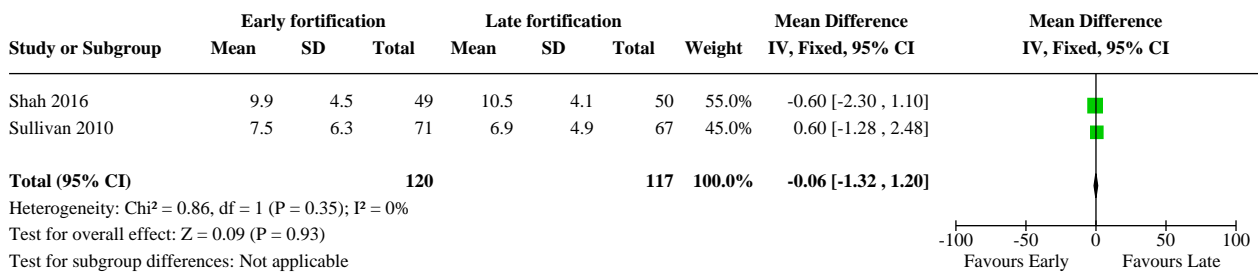 Early fortification Late fortification Mean Difference Mean Difference
Study or Subgroup Mean SD Total Mean SD Total Weight IV, Fixed, 95% CI IV, Fixed, 95% CI
Shah 2016 9.9 4.5 49 10.5 4.1 50 55.0% -0.60 [-2.30 , 1.10]
Sullivan 2010 7.5 6.3 71 6.9 4.9 67 45.0% 0.60 [-1.28 , 2.48]
Total (95% CI) 120 117 100.0% -0.06 [-1.32 , 1.20]
Heterogeneity: Chi² = 0.86, df = 1 (P = 0.35); I² = 0%
Test for overall effect: Z = 0.09 (P = 0.93)
-100 -50 0 50 100
Test for subgroup differences: Not applicable Favours Early Favours Late